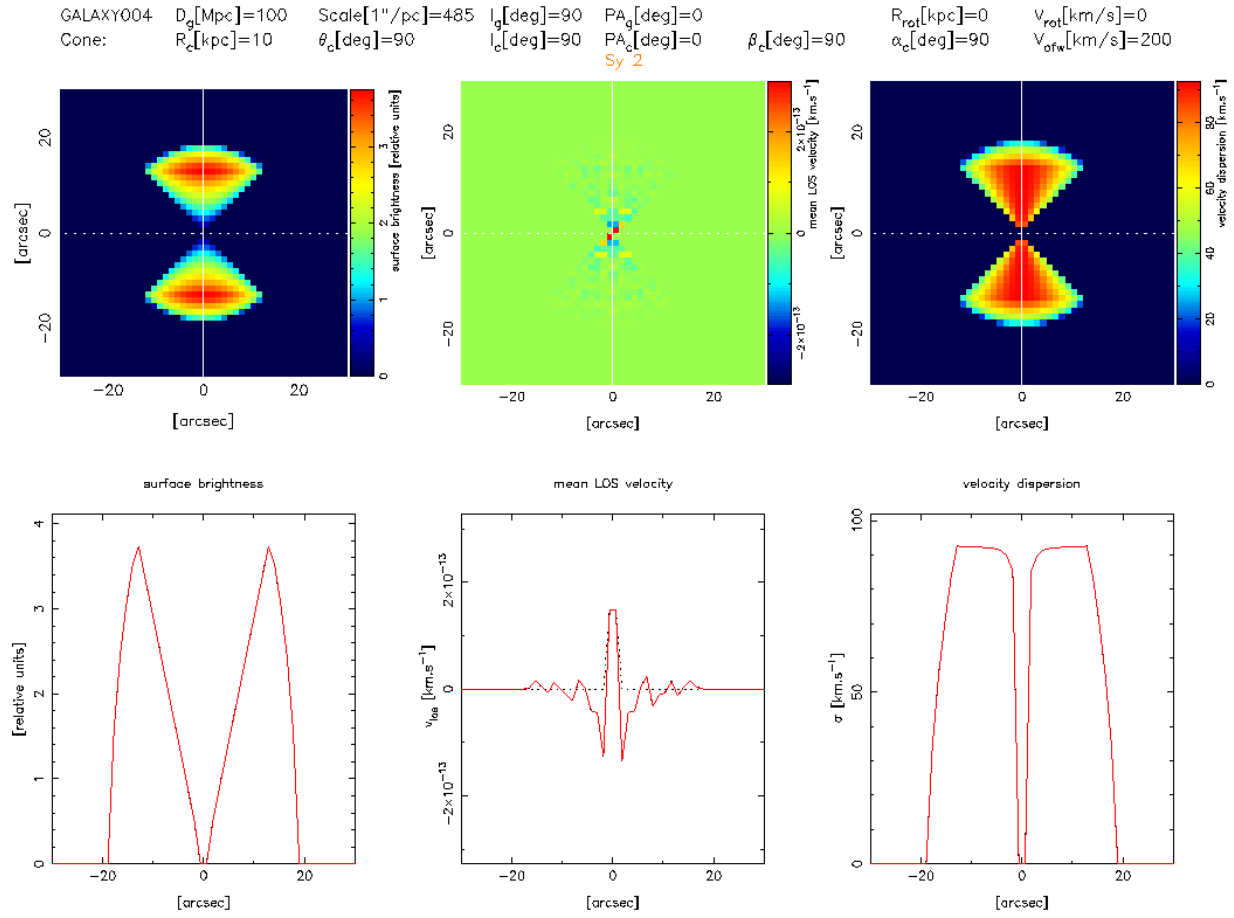 GALAXY004 D_g[Mpc]=100 Scale[1"/pc]=485 I_g[deg]=90 PA_g[deg]=0 R_rot[kpc]=0 V_rot[km/s]=0
Cone: R_c[kpc]=10 θ_c[deg]=90 I_c[deg]=90 PA_c[deg]=0 β_c[deg]=90 α_c[deg]=90 V_ofw[km/s]=200
Sy 2
[arcsec]
20
0
−20
−20 0 20
[arcsec]
surface brightness [relative units]
3
2
1
0
[arcsec]
20
0
−20
−20 0 20
[arcsec]
mean LOS velocity [km.s⁻¹]
2×10⁻¹³
0
−2×10⁻¹³
[arcsec]
20
0
−20
−20 0 20
[arcsec]
velocity dispersion [km.s⁻¹]
80
60
40
20
0
surface brightness
[relative units]
4
3
2
1
0
−20 0 20
[arcsec]
mean LOS velocity
v_los [km.s⁻¹]
2×10⁻¹³
0
−2×10⁻¹³
−20 0 20
[arcsec]
velocity dispersion
σ [km.s⁻¹]
100
50
0
−20 0 20
[arcsec]